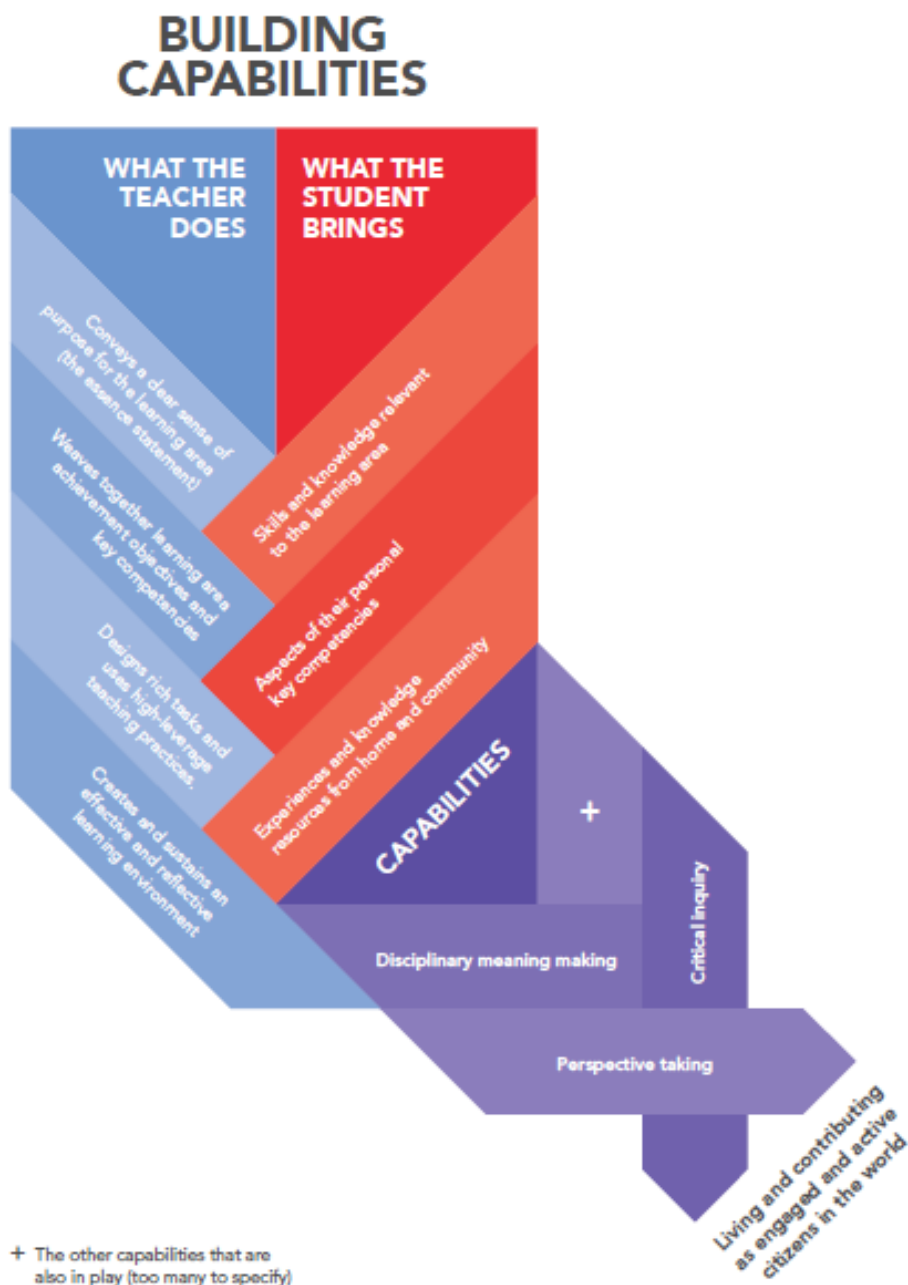 BUILDING
CAPABILITIES
WHAT THE
TEACHER
DOES
WHAT THE
STUDENT
BRINGS
Conveys a clear sense of
purpose for the learning area
(the essence statement)
Weaves together learning area
achievement objectives and
key competencies
Designs rich tasks and
uses high-leverage
teaching practices.
Creates and sustains an
effective and reflective
learning environment
Skills and knowledge relevant
to the learning area
Aspects of their personal
key competencies
Experiences and knowledge
resources from home and community
CAPABILITIES
+
Critical inquiry
Disciplinary meaning making
Perspective taking
Living and contributing
as engaged and active
citizens in the world
+ The other capabilities that are
also in play (too many to specify)